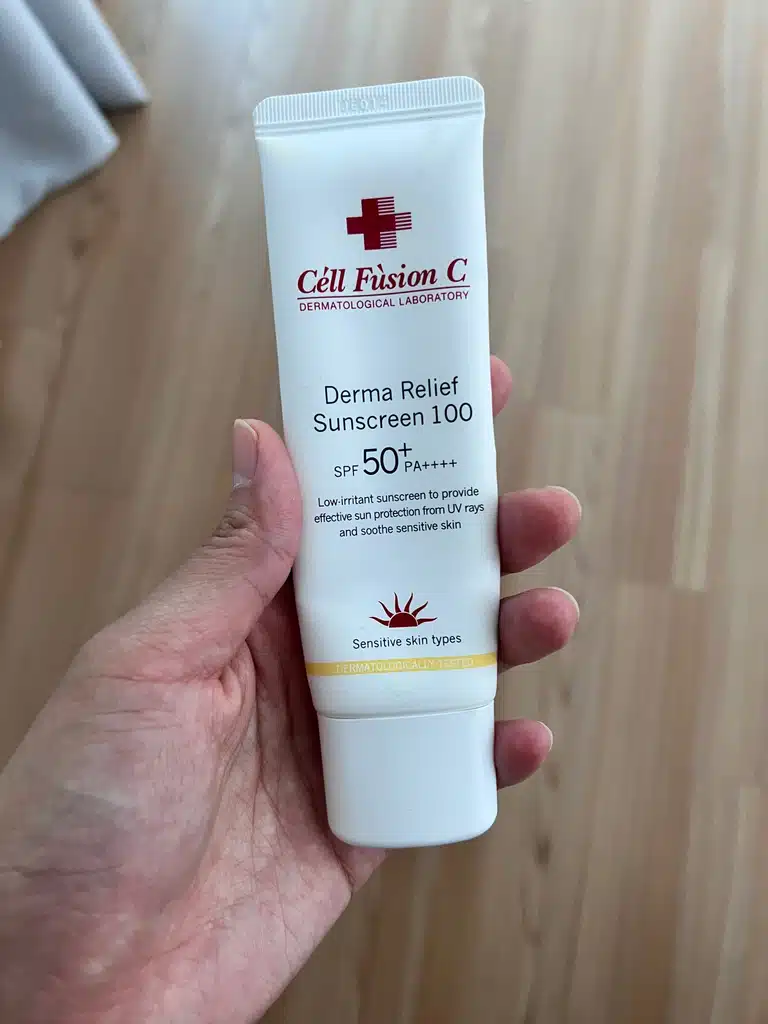 Céll Fùsion C
DERMATOLOGICAL LABORATORY
Derma Relief
Sunscreen 100
SPF 50+ PA++++
Low-irritant sunscreen to provide
effective sun protection from UV rays
and soothe sensitive skin
Sensitive skin types
DERMATOLOGICALLY TESTED